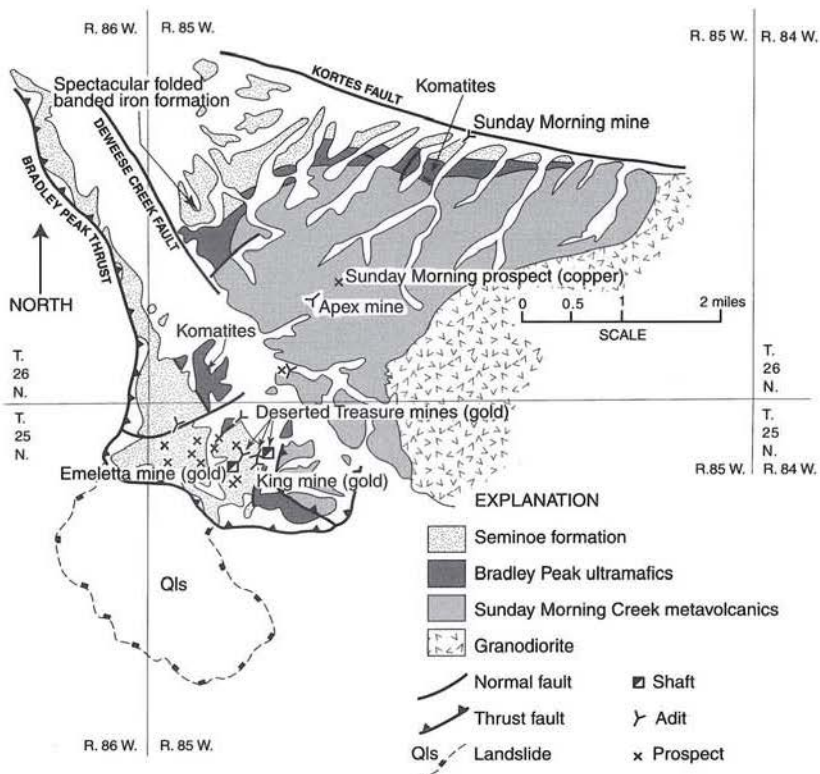 R. 86 W.
R. 85 W.
R. 85 W.
R. 84 W.
KORTES FAULT
Komatites
Spectacular folded
banded iron formation
Sunday Morning mine
DEWEESE CREEK FAULT
BRADLEY PEAK THRUST
NORTH
Sunday Morning prospect (copper)
Apex mine
0 0.5 1 2 miles
SCALE
Komatites
T.
26
N.
T.
26
N.
T.
25
N.
T.
25
N.
Deserted Treasure mines (gold)
Emeletta mine (gold)
King mine (gold)
R.85 W.
R. 84 W.
Qls
EXPLANATION
Seminoe formation
Bradley Peak ultramafics
Sunday Morning Creek metavolcanics
Granodiorite
Normal fault
Shaft
Thrust fault
Adit
Qls
Landslide
Prospect
R. 86 W.
R. 85 W.